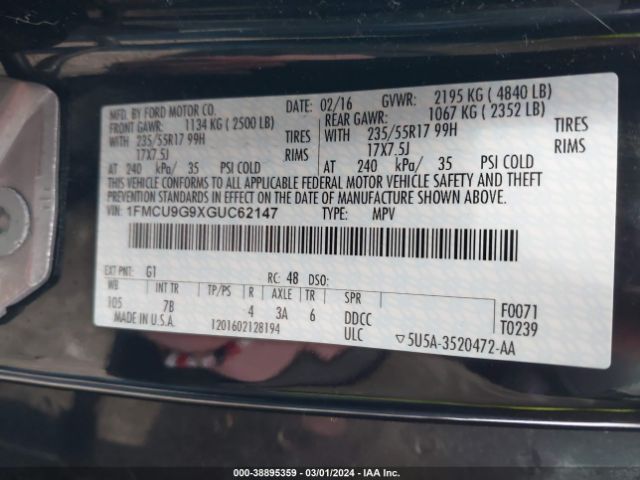 MFD. BY FORD MOTOR CO.
DATE: 02/16 GVWR: 2195 KG ( 4840 LB)
FRONT GAWR: 1134 KG ( 2500 LB) REAR GAWR: 1067 KG ( 2352 LB)
WITH 235/55R17 99H TIRES WITH 235/55R17 99H TIRES
17X7.5J RIMS 17X7.5J RIMS
AT 240 kPa/ 35 PSI COLD AT 240 kPa/ 35 PSI COLD
THIS VEHICLE CONFORMS TO ALL APPLICABLE FEDERAL MOTOR VEHICLE SAFETY AND THEFT
PREVENTION STANDARDS IN EFFECT ON THE DATE OF MANUFACTURE SHOWN ABOVE.
VIN: 1FMCU9G9XGUC62147 TYPE: MPV
EXT PNT: G1 RC: 48 DSO:
WB INT TR TP/PS R AXLE TR SPR
105 7B 4 3A 6 DDCC F0071
MADE IN U.S.A. 1201602128194 ULC T0239
▽5U5A-3520472-AA
000-38895359 - 03/01/2024 - IAA Inc.